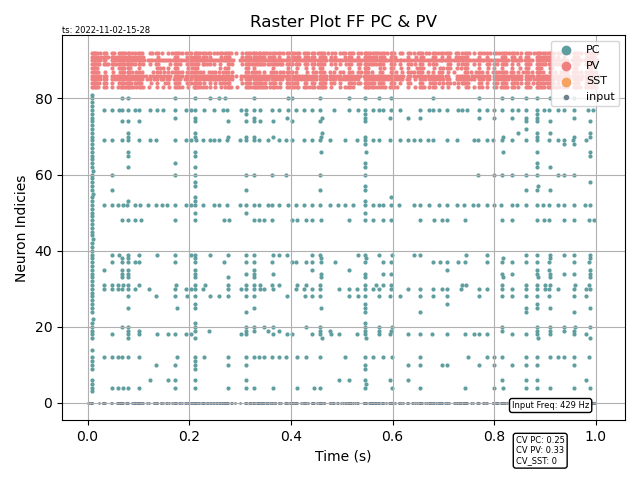 ts: 2022-11-02-15-28
Raster Plot FF PC & PV
PC
PV
SST
input
Neuron Indicies
80
60
40
20
0
Input Freq: 429 Hz
0.0 0.2 0.4 0.6 0.8 1.0
Time (s)
CV PC: 0.25
CV PV: 0.33
CV_SST: 0